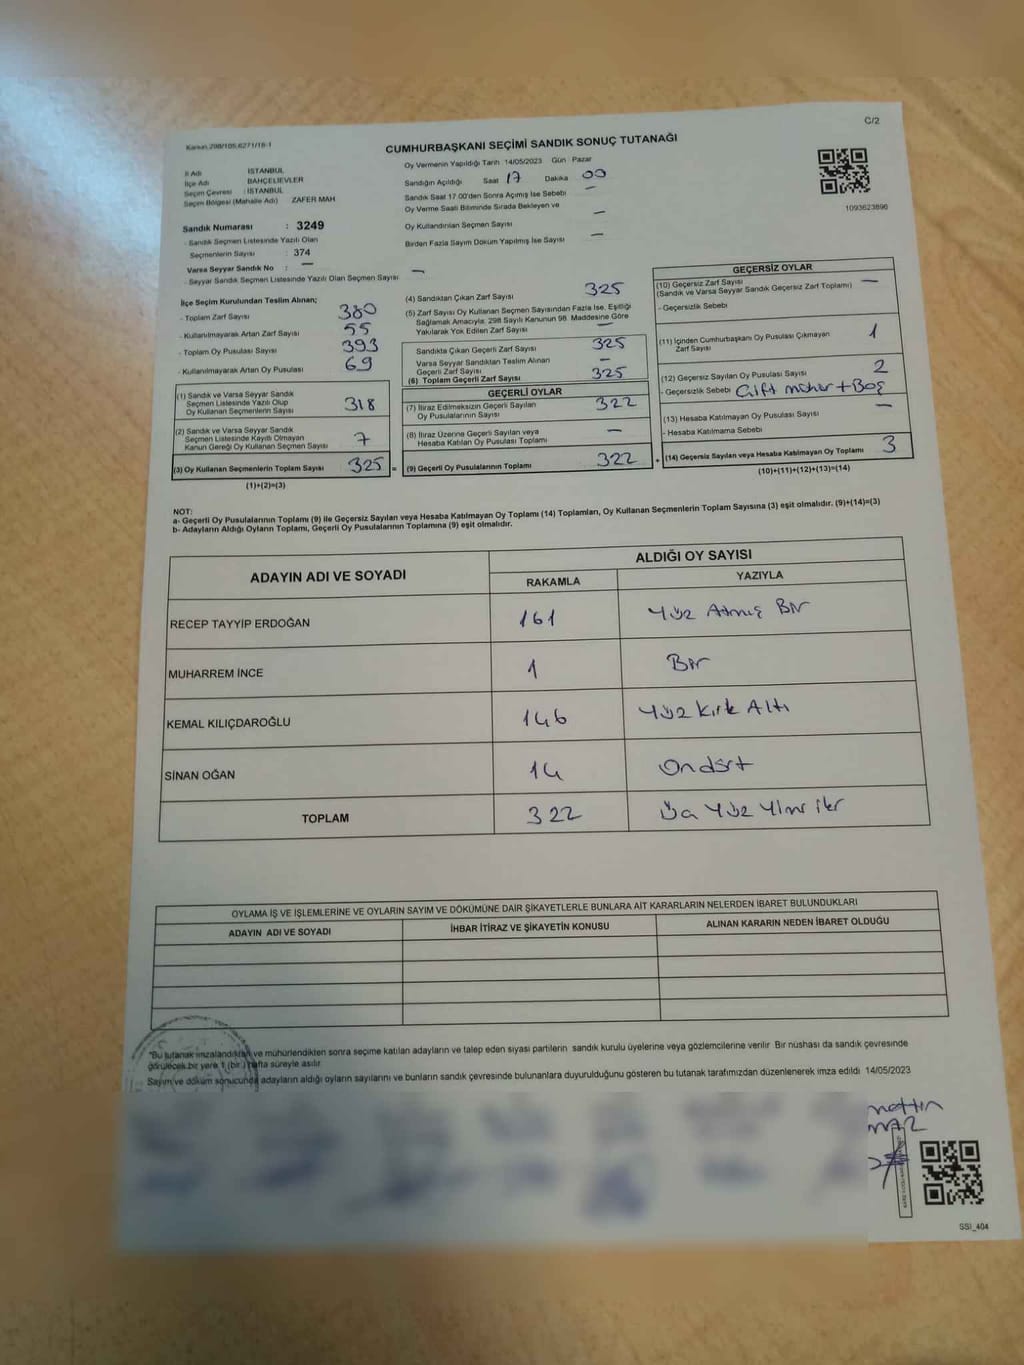 C/2
Kanun:298/105,6271/16-1
CUMHURBAŞKANI SEÇİMİ SANDIK SONUÇ TUTANAĞI
İl Adı : İSTANBUL
İlçe Adı : BAHÇELİEVLER
Seçim Çevresi : İSTANBUL
Seçim Bölgesi (Mahalle Adı) ZAFER MAH
Sandık Numarası : 3249
- Sandık Seçmen Listesinde Yazılı Olan
Seçmenlerin Sayısı : 374
Varsa Seyyar Sandık No : —
- Seyyar Sandık Seçmen Listesinde Yazılı Olan Seçmen Sayısı —
Oy Vermenin Yapıldığı Tarih 14/05/2023 Gün Pazar
Sandığın Açıldığı Saat 17 Dakika 00
Sandık Saat 17 00'den Sonra Açımış İse Sebebi —
Oy Verme Saati Bitiminde Sırada Bekleyen ve
Oy Kullandırılan Seçmen Sayısı —
Birden Fazla Sayım Döküm Yapılmış İse Sayısı —
1093623896
İlçe Seçim Kurulundan Teslim Alınan;
- Toplam Zarf Sayısı 380
- Kullanılmayarak Artan Zarf Sayısı 55
- Toplam Oy Pusulası Sayısı 393
- Kullanılmayarak Artan Oy Pusulası 69
(1) Sandık ve Varsa Seyyar Sandık
Seçmen Listesinde Yazılı Olup
Oy Kullanan Seçmenlerin Sayısı 318
(2) Sandık ve Varsa Seyyar Sandık
Seçmen Listesinde Kayıtlı Olmayan
Kanun Gereği Oy Kullanan Seçmen Sayısı 7
(3) Oy Kullanan Seçmenlerin Toplam Sayısı 325 =
(1)+(2)=(3)
(4) Sandıktan Çıkan Zarf Sayısı 325
(5) Zarf Sayısı Oy Kullanan Seçmen Sayısından Fazla İse, Eşitliği
Sağlamak Amacıyla; 298 Sayılı Kanunun 98. Maddesine Göre
Yakılarak Yok Edilen Zarf Sayısı —
Sandıkta Çıkan Geçerli Zarf Sayısı 325
Varsa Seyyar Sandıktan Teslim Alınan
Geçerli Zarf Sayısı —
(6) Toplam Geçerli Zarf Sayısı 325
GEÇERLİ OYLAR
(7) İtiraz Edilmeksizin Geçerli Sayılan
Oy Pusulalarının Sayısı 322
(8) İtiraz Üzerine Geçerli Sayılan veya
Hesaba Katılan Oy Pusulası Toplamı —
(9) Geçerli Oy Pusulalarının Toplamı 322 +
GEÇERSİZ OYLAR
(10) Geçersiz Zarf Sayısı —
(Sandık ve Varsa Seyyar Sandık Geçersiz Zarf Toplamı)
- Geçersizlik Sebebi
(11) İçinden Cumhurbaşkanı Oy Pusulası Çıkmayan
Zarf Sayısı 1
(12) Geçersiz Sayılan Oy Pusulası Sayısı 2
- Geçersizlik Sebebi Çift mühür + Boş
(13) Hesaba Katılmayan Oy Pusulası Sayısı —
- Hesaba Katılmama Sebebi
(14) Geçersiz Sayılan veya Hesaba Katılmayan Oy Toplamı 3
(10)+(11)+(12)+(13)=(14)
NOT:
a- Geçerli Oy Pusulalarının Toplamı (9) ile Geçersiz Sayılan veya Hesaba Katılmayan Oy Toplamı (14) Toplamları, Oy Kullanan Seçmenlerin Toplam Sayısına (3) eşit olmalıdır. (9)+(14)=(3)
b- Adayların Aldığı Oyların Toplamı, Geçerli Oy Pusulalarının Toplamına (9) eşit olmalıdır.
ADAYIN ADI VE SOYADI
ALDIĞI OY SAYISI
RAKAMLA YAZIYLA
RECEP TAYYİP ERDOĞAN 161 Yüz Atmış Bir
MUHARREM İNCE 1 Bir
KEMAL KILIÇDAROĞLU 146 Yüz Kırk Altı
SİNAN OĞAN 14 Ondört
TOPLAM 322 Üç Yüz Yirmi iki
OYLAMA İŞ VE İŞLEMLERİNE VE OYLARIN SAYIM VE DÖKÜMÜNE DAİR ŞİKAYETLERLE BUNLARA AİT KARARLARIN NELERDEN İBARET BULUNDUKLARI
ADAYIN ADI VE SOYADI İHBAR İTİRAZ VE ŞİKAYETİN KONUSU ALINAN KARARIN NEDEN İBARET OLDUĞU
*Bu tutanak imzalandıktan ve mühürlendikten sonra seçime katılan adayların ve talep eden siyasi partilerin sandık kurulu üyelerine veya gözlemcilerine verilir Bir nüshası da sandık çevresinde
görülecek bir yere 1 (bir ) hafta süreyle asılır
Sayım ve döküm sonucunda adayların aldığı oyların sayılarını ve bunların sandık çevresinde bulunanlara duyurulduğunu gösteren bu tutanak tarafımızdan düzenlenerek imza edildi 14/05/2023
SSI_404